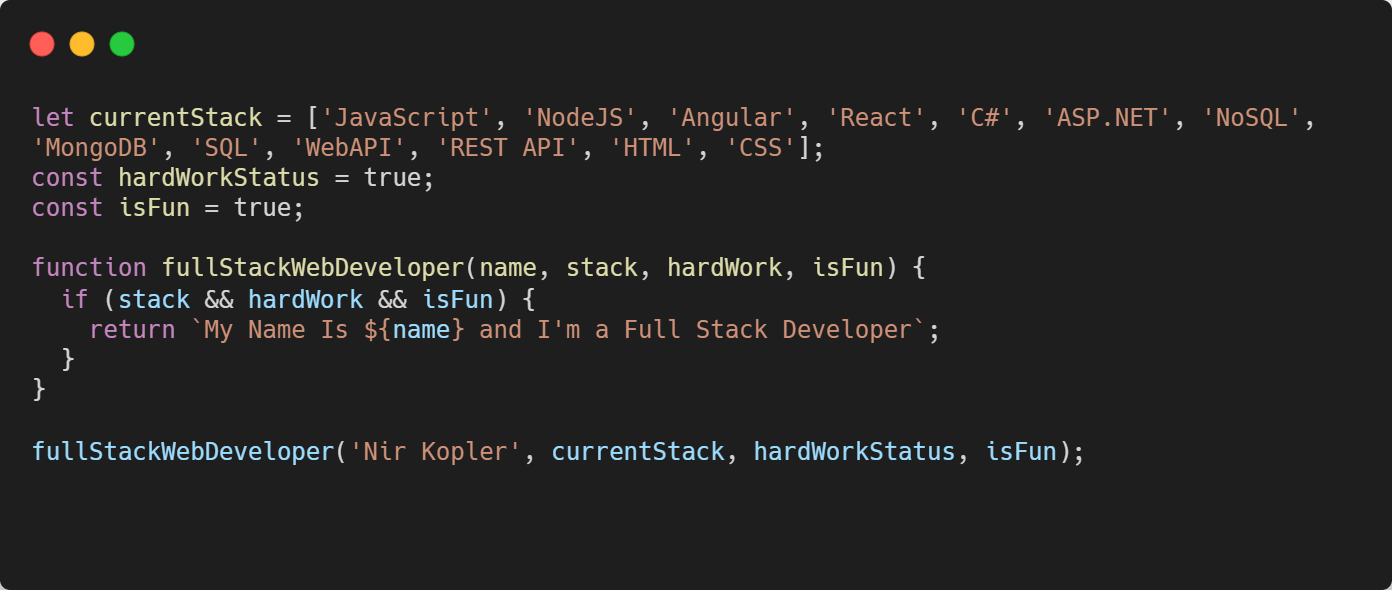 let currentStack = ['JavaScript', 'NodeJS', 'Angular', 'React', 'C#', 'ASP.NET', 'NoSQL',
'MongoDB', 'SQL', 'WebAPI', 'REST API', 'HTML', 'CSS'];
const hardWorkStatus = true;
const isFun = true;

function fullStackWebDeveloper(name, stack, hardWork, isFun) {
  if (stack && hardWork && isFun) {
    return `My Name Is ${name} and I'm a Full Stack Developer`;
  }
}

fullStackWebDeveloper('Nir Kopler', currentStack, hardWorkStatus, isFun);